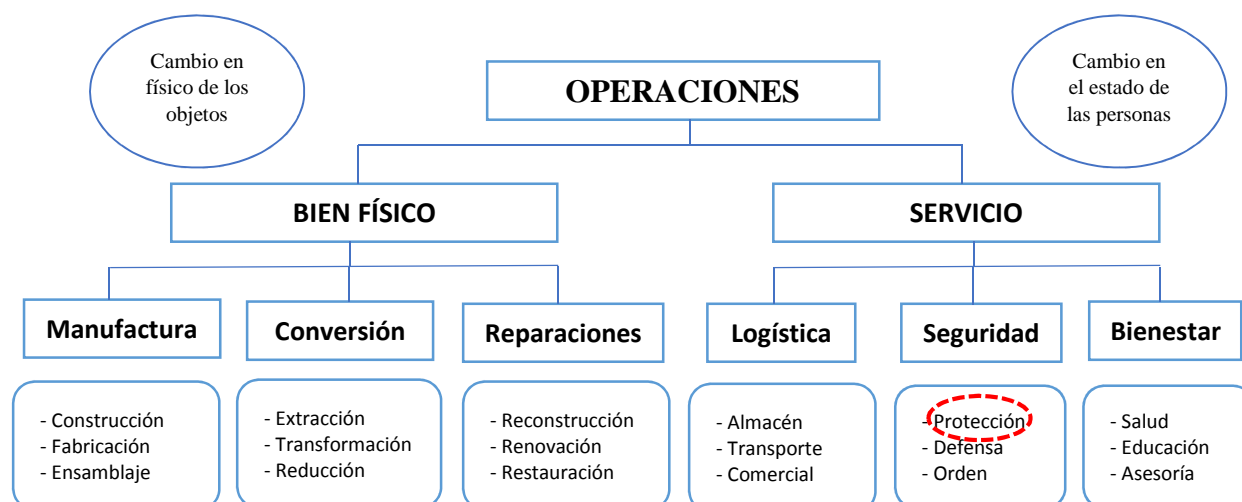 Cambio en
físico de los
objetos
OPERACIONES
Cambio en
el estado de
las personas
BIEN FÍSICO
SERVICIO
Manufactura
Conversión
Reparaciones
Logística
Seguridad
Bienestar
- Construcción
- Fabricación
- Ensamblaje
- Extracción
- Transformación
- Reducción
- Reconstrucción
- Renovación
- Restauración
- Almacén
- Transporte
- Comercial
- Protección
- Defensa
- Orden
- Salud
- Educación
- Asesoría